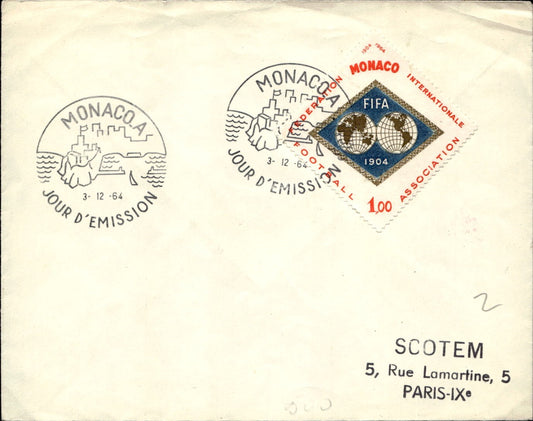 MONACO.A
3- 12 -64
JOUR D'EMISSION
MONACO.A
3- 12 -64
JOUR D'EMISSION
1904 1964
MONACO
FEDERATION INTERNATIONALE
FIFA
1904
FOOTBALL ASSOCIATION
1,00
2
SCOTEM
5, Rue Lamartine, 5
PARIS-IXe